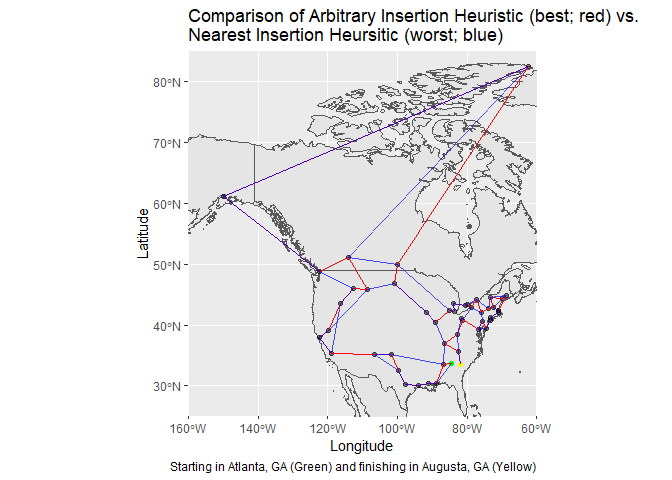 Comparison of Arbitrary Insertion Heuristic (best; red) vs.
Nearest Insertion Heursitic (worst; blue)
80°N
70°N
60°N
50°N
40°N
30°N
Latitude
160°W 140°W 120°W 100°W 80°W 60°W
Longitude
Starting in Atlanta, GA (Green) and finishing in Augusta, GA (Yellow)